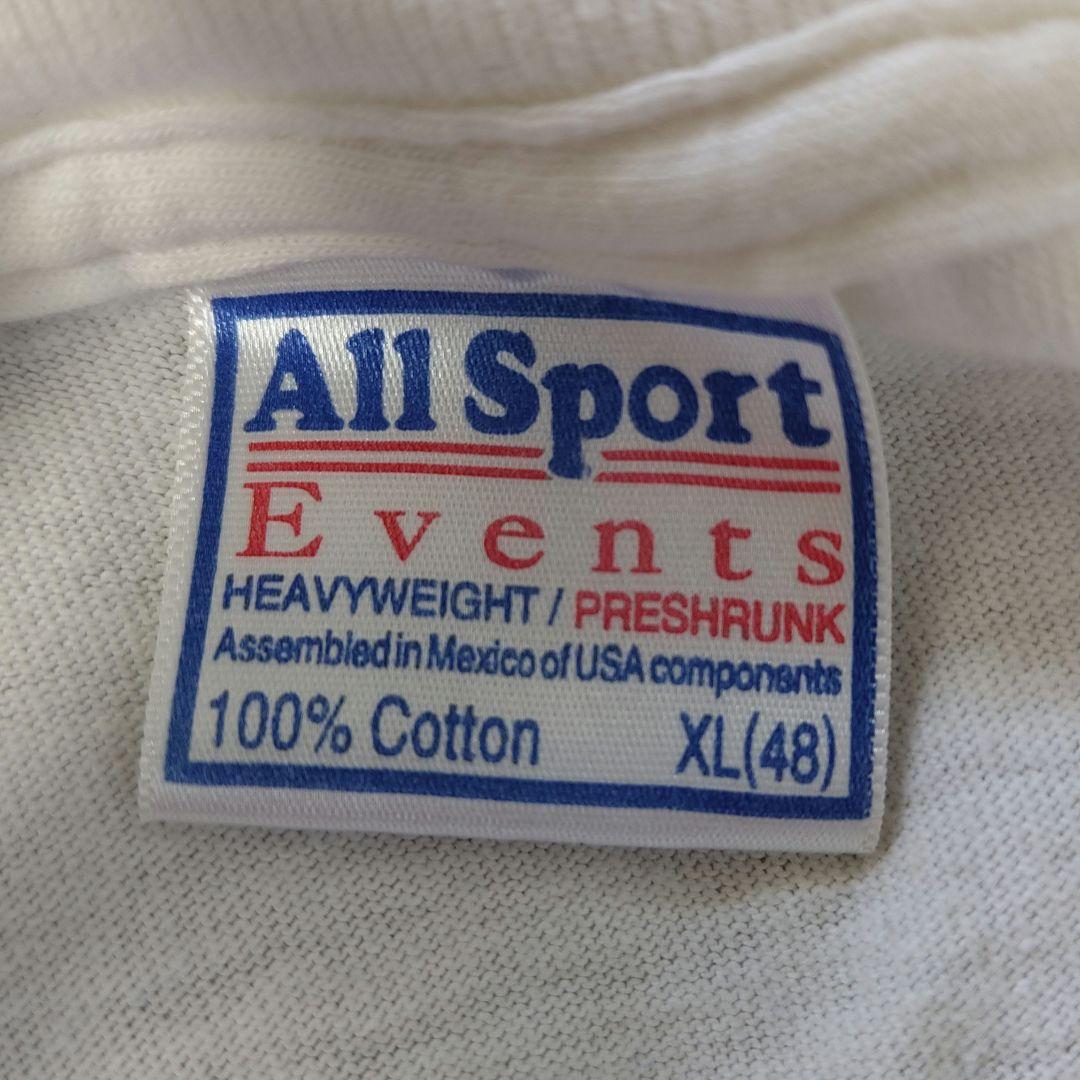 All Sport
Events
HEAVYWEIGHT / PRESHRUNK
Assembled in Mexico of USA components
100% Cotton XL(48)